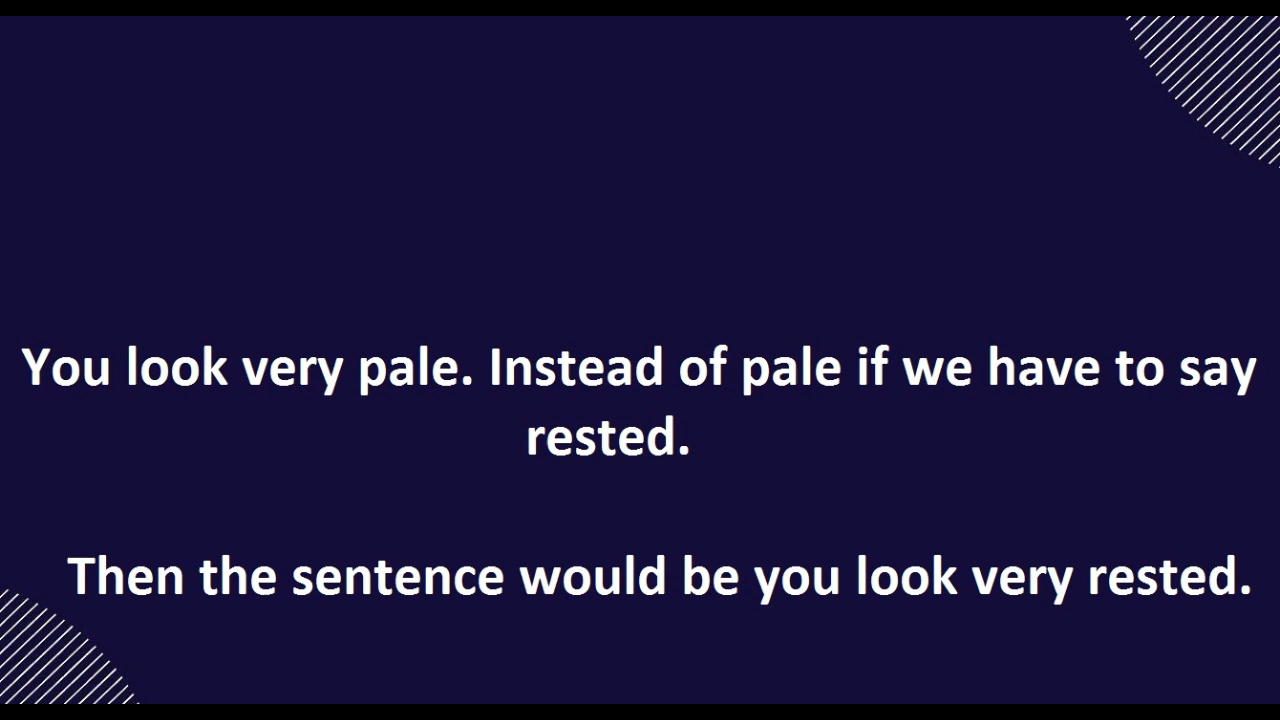 You look very pale. Instead of pale if we have to say
rested.
Then the sentence would be you look very rested.